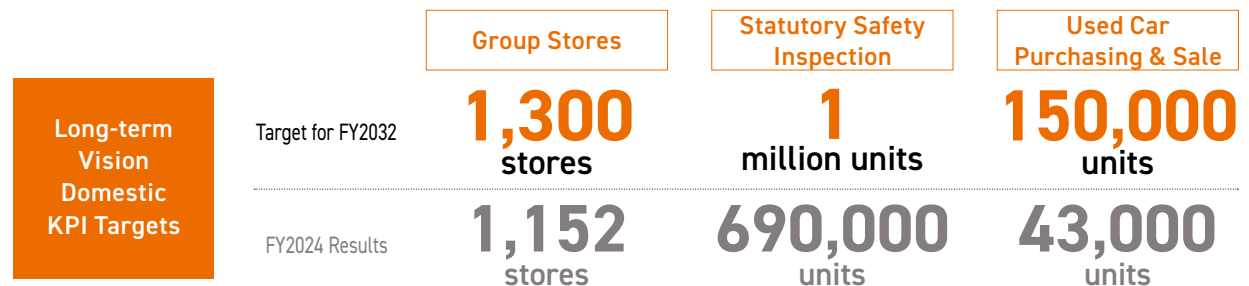 Group Stores
Statutory Safety
Inspection
Used Car
Purchasing & Sale
Long-term
Vision
Domestic
KPI Targets
Target for FY2032
1,300
stores
1
million units
150,000
units
FY2024 Results
1,152
stores
690,000
units
43,000
units